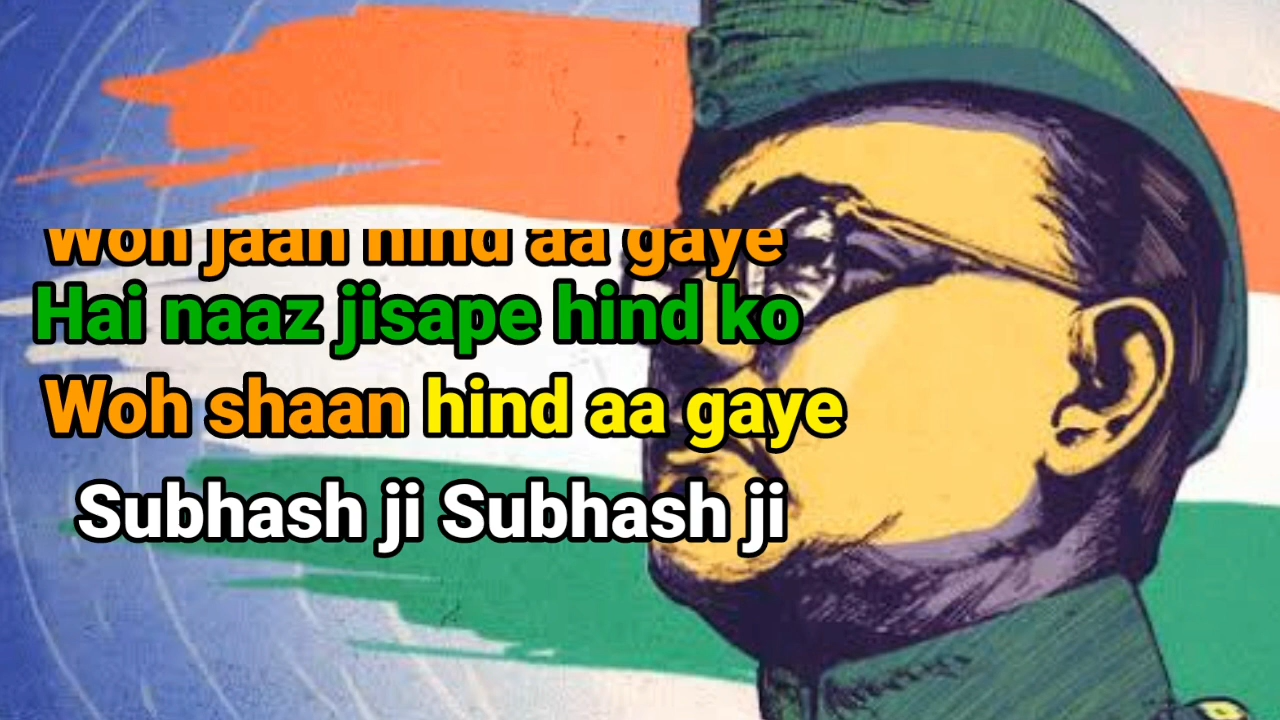 Woh jaan hind aa gaye
Hai naaz jisape hind ko
Woh shaan hind aa gaye
Subhash ji Subhash ji